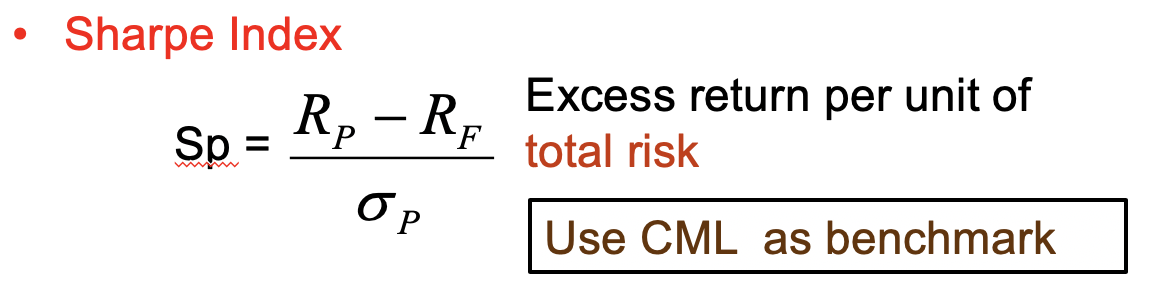 • Sharpe Index
Sp = (R_P − R_F) / σ_P
Excess return per unit of
total risk
Use CML as benchmark